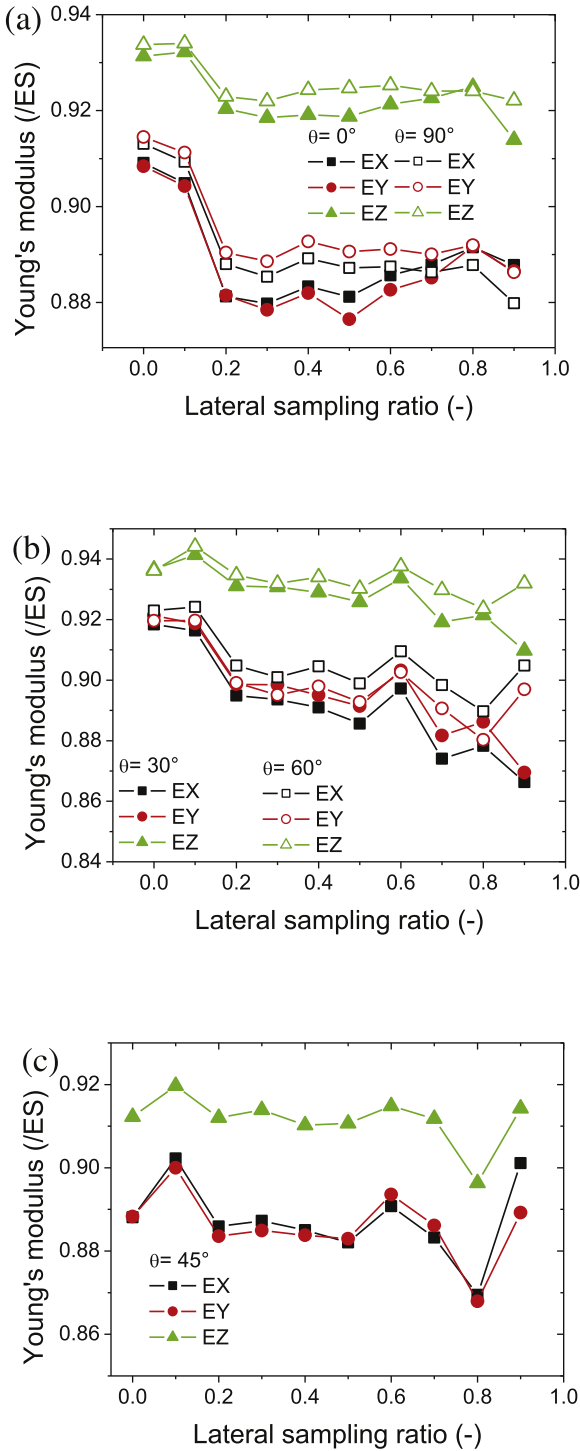 (a)
0.94
0.92
0.90
0.88
Young's modulus (/ES)
θ= 0° θ= 90°
EX EX
EY EY
EZ EZ
0.0 0.2 0.4 0.6 0.8 1.0
Lateral sampling ratio (-)
(b)
0.94
0.92
0.90
0.88
0.86
0.84
Young's modulus (/ES)
θ= 30° θ= 60°
EX EX
EY EY
EZ EZ
0.0 0.2 0.4 0.6 0.8 1.0
Lateral sampling ratio (-)
(c)
0.92
0.90
0.88
0.86
Young's modulus (/ES)
θ= 45°
EX
EY
EZ
0.0 0.2 0.4 0.6 0.8 1.0
Lateral sampling ratio (-)